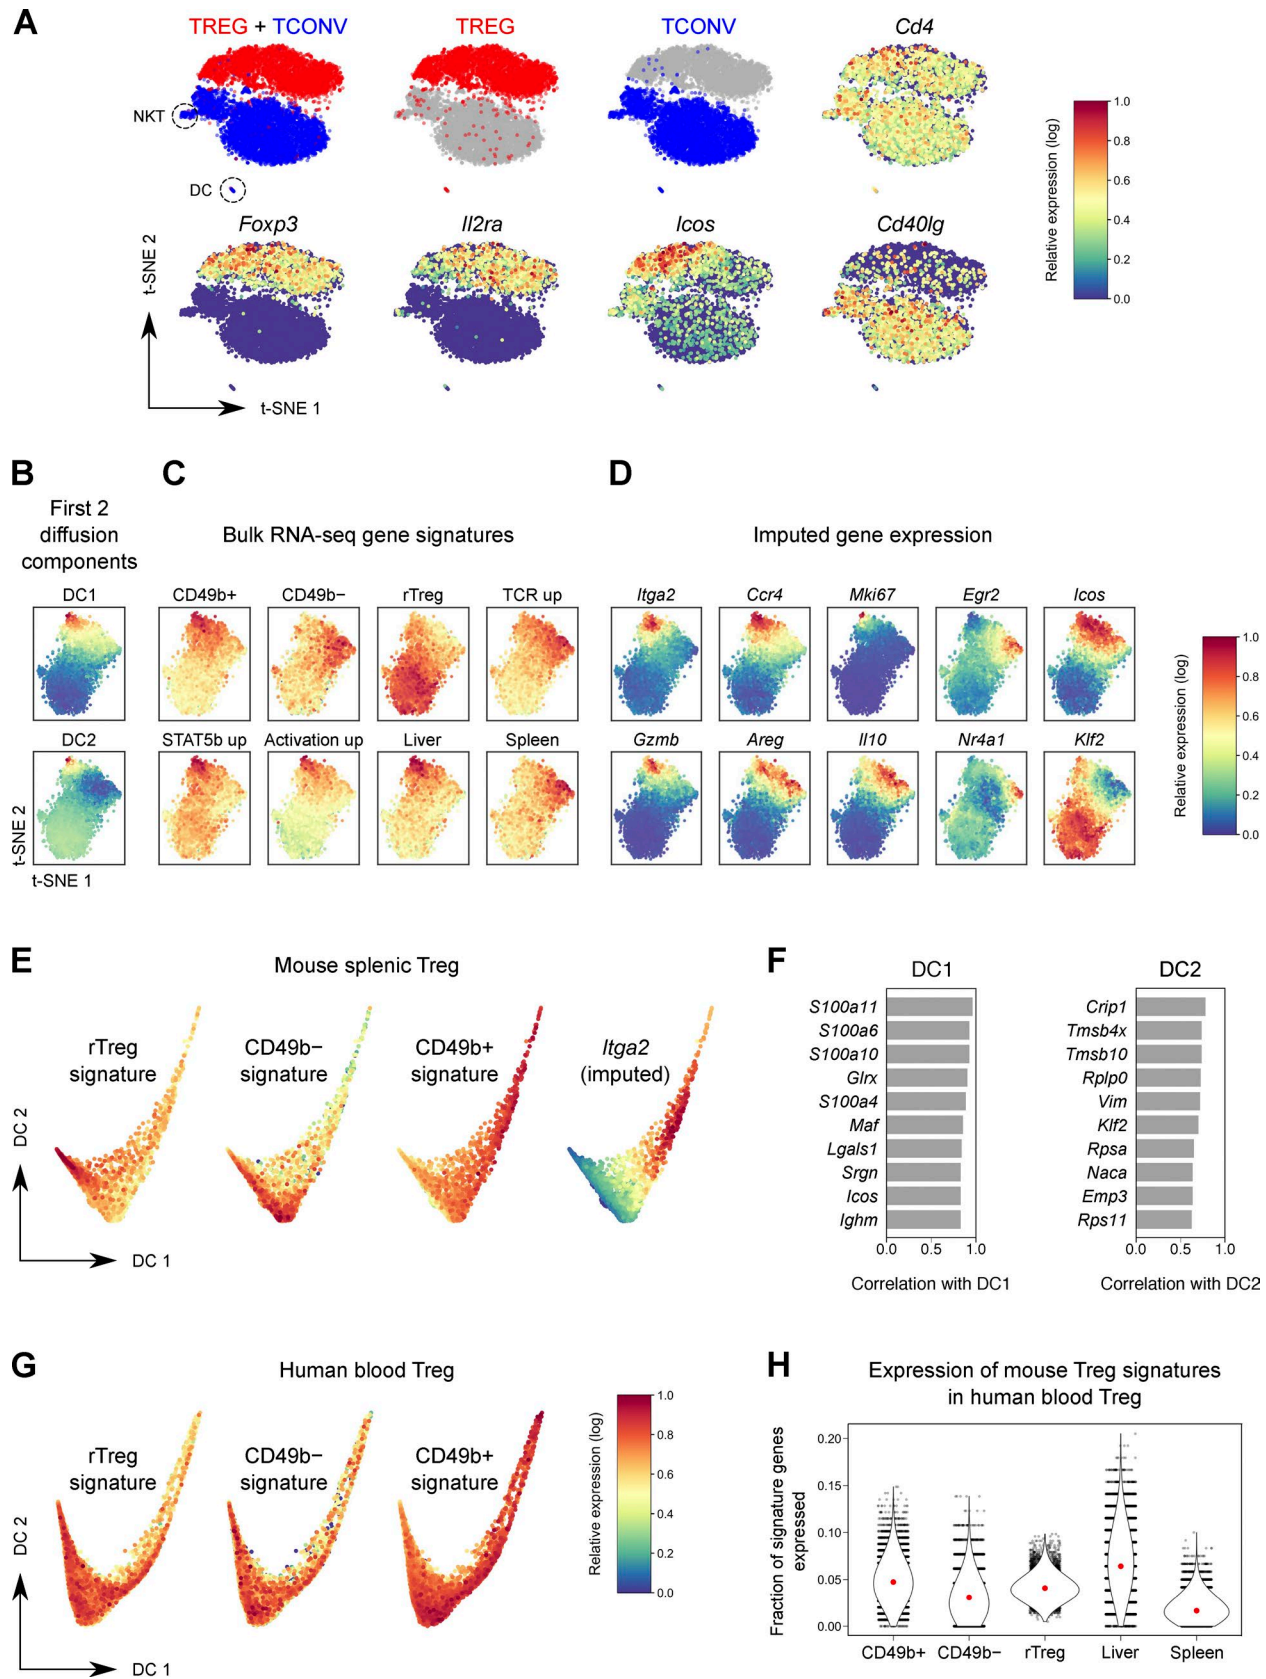 A
TREG + TCONV
TREG
TCONV
Cd4
NKT
DC
Foxp3
Il2ra
Icos
Cd40lg
t-SNE 2
t-SNE 1
Relative expression (log)
1.0
0.8
0.6
0.4
0.2
0.0
B
First 2
diffusion
components
DC1
DC2
t-SNE 2
t-SNE 1
C
Bulk RNA-seq gene signatures
CD49b+
CD49b−
rTreg
TCR up
STAT5b up
Activation up
Liver
Spleen
D
Imputed gene expression
Itga2
Ccr4
Mki67
Egr2
Icos
Gzmb
Areg
Il10
Nr4a1
Klf2
Relative expression (log)
1.0
0.8
0.6
0.4
0.2
0.0
E
Mouse splenic Treg
rTreg
signature
CD49b−
signature
CD49b+
signature
Itga2
(imputed)
DC 2
DC 1
F
DC1
S100a11
S100a6
S100a10
Glrx
S100a4
Maf
Lgals1
Srgn
Icos
Ighm
0.0 0.5 1.0
Correlation with DC1
DC2
Crip1
Tmsb4x
Tmsb10
Rplp0
Vim
Klf2
Rpsa
Naca
Emp3
Rps11
0.0 0.5 1.0
Correlation with DC2
G
Human blood Treg
rTreg
signature
CD49b−
signature
CD49b+
signature
DC 2
DC 1
Relative expression (log)
1.0
0.8
0.6
0.4
0.2
0.0
H
Expression of mouse Treg signatures
in human blood Treg
Fraction of signature genes
expressed
0.20
0.15
0.10
0.05
0.00
CD49b+ CD49b− rTreg Liver Spleen